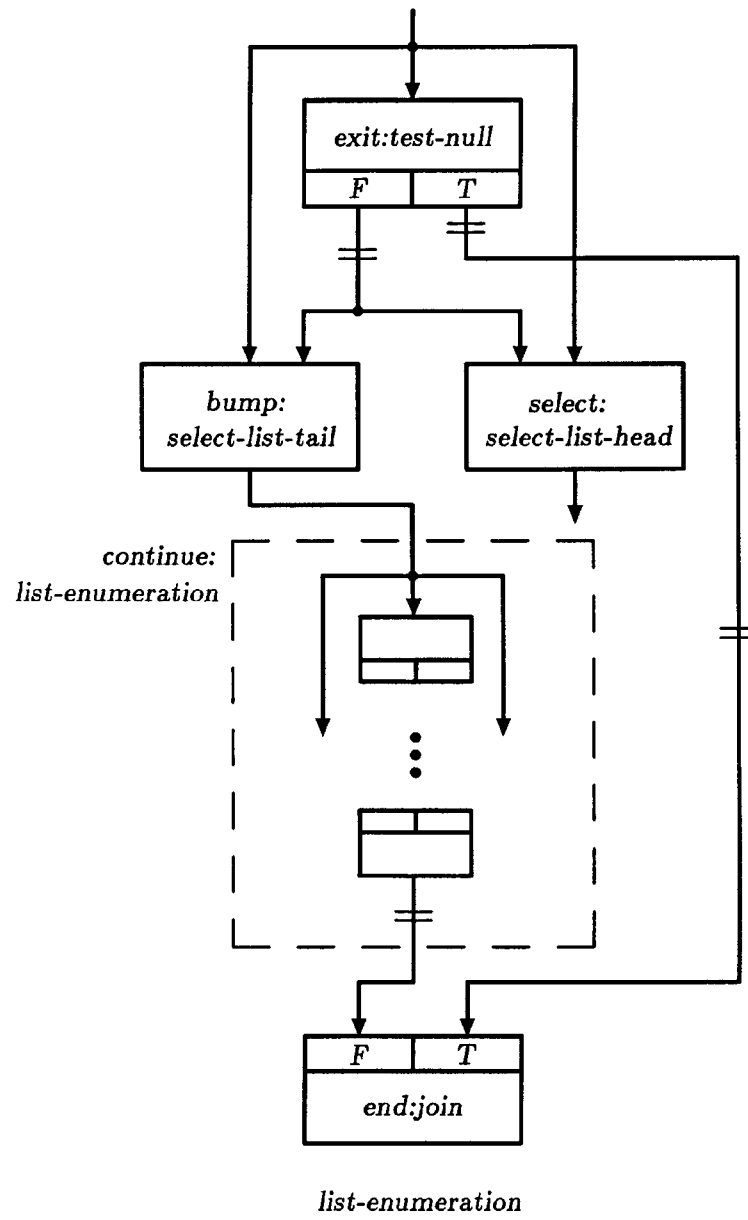 exit:test-null
F T
bump:
select-list-tail
select:
select-list-head
continue:
list-enumeration
F T
end:join
list-enumeration